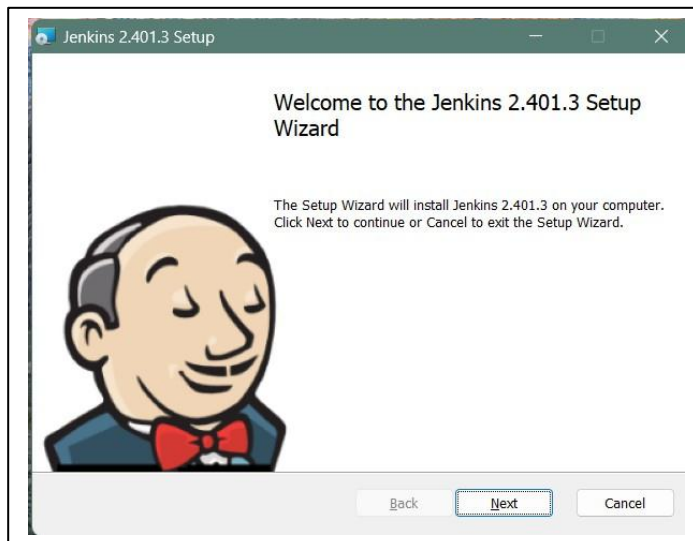 Jenkins 2.401.3 Setup
Welcome to the Jenkins 2.401.3 Setup
Wizard
The Setup Wizard will install Jenkins 2.401.3 on your computer.
Click Next to continue or Cancel to exit the Setup Wizard.
Back Next Cancel